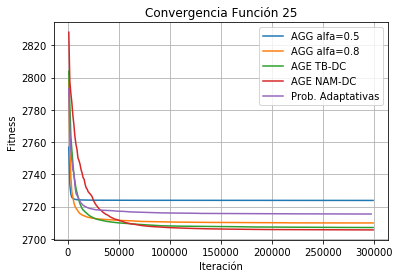 Convergencia Función 25
AGG alfa=0.5
AGG alfa=0.8
AGE TB-DC
AGE NAM-DC
Prob. Adaptativas
Fitness
2820
2800
2780
2760
2740
2720
2700
0 50000 100000 150000 200000 250000 300000
Iteración